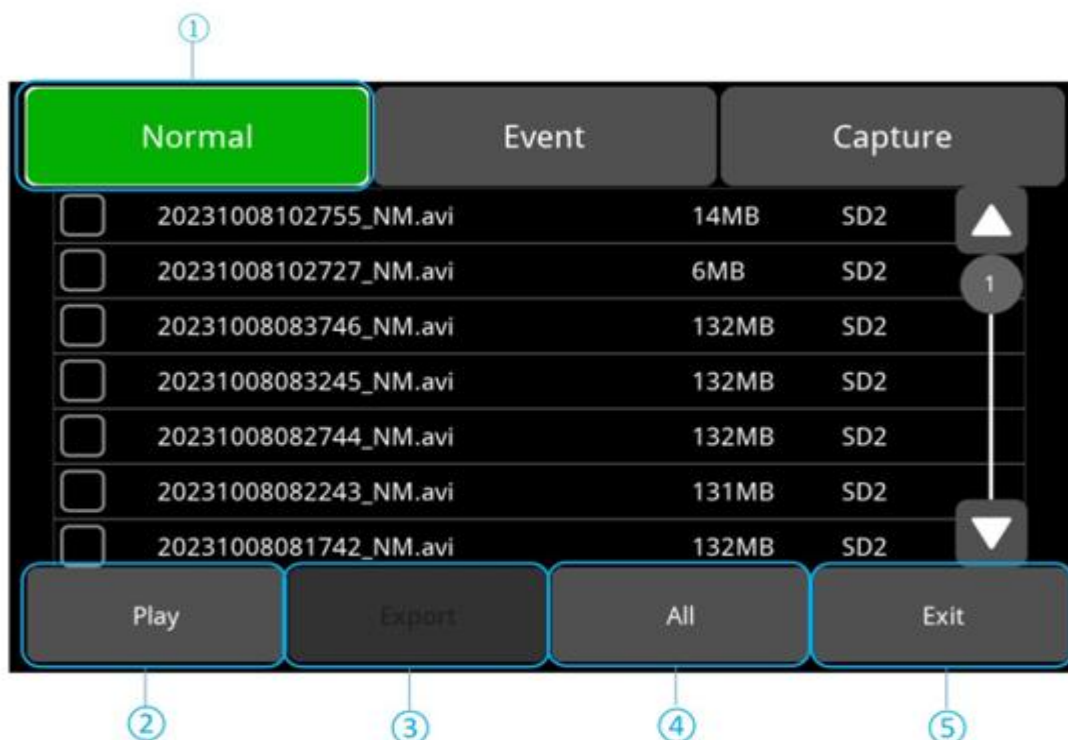 ①
Normal Event Capture
20231008102755_NM.avi 14MB SD2
20231008102727_NM.avi 6MB SD2
1
20231008083746_NM.avi 132MB SD2
20231008083245_NM.avi 132MB SD2
20231008082744_NM.avi 132MB SD2
20231008082243_NM.avi 131MB SD2
20231008081742_NM.avi 132MB SD2
Play Export All Exit
② ③ ④ ⑤